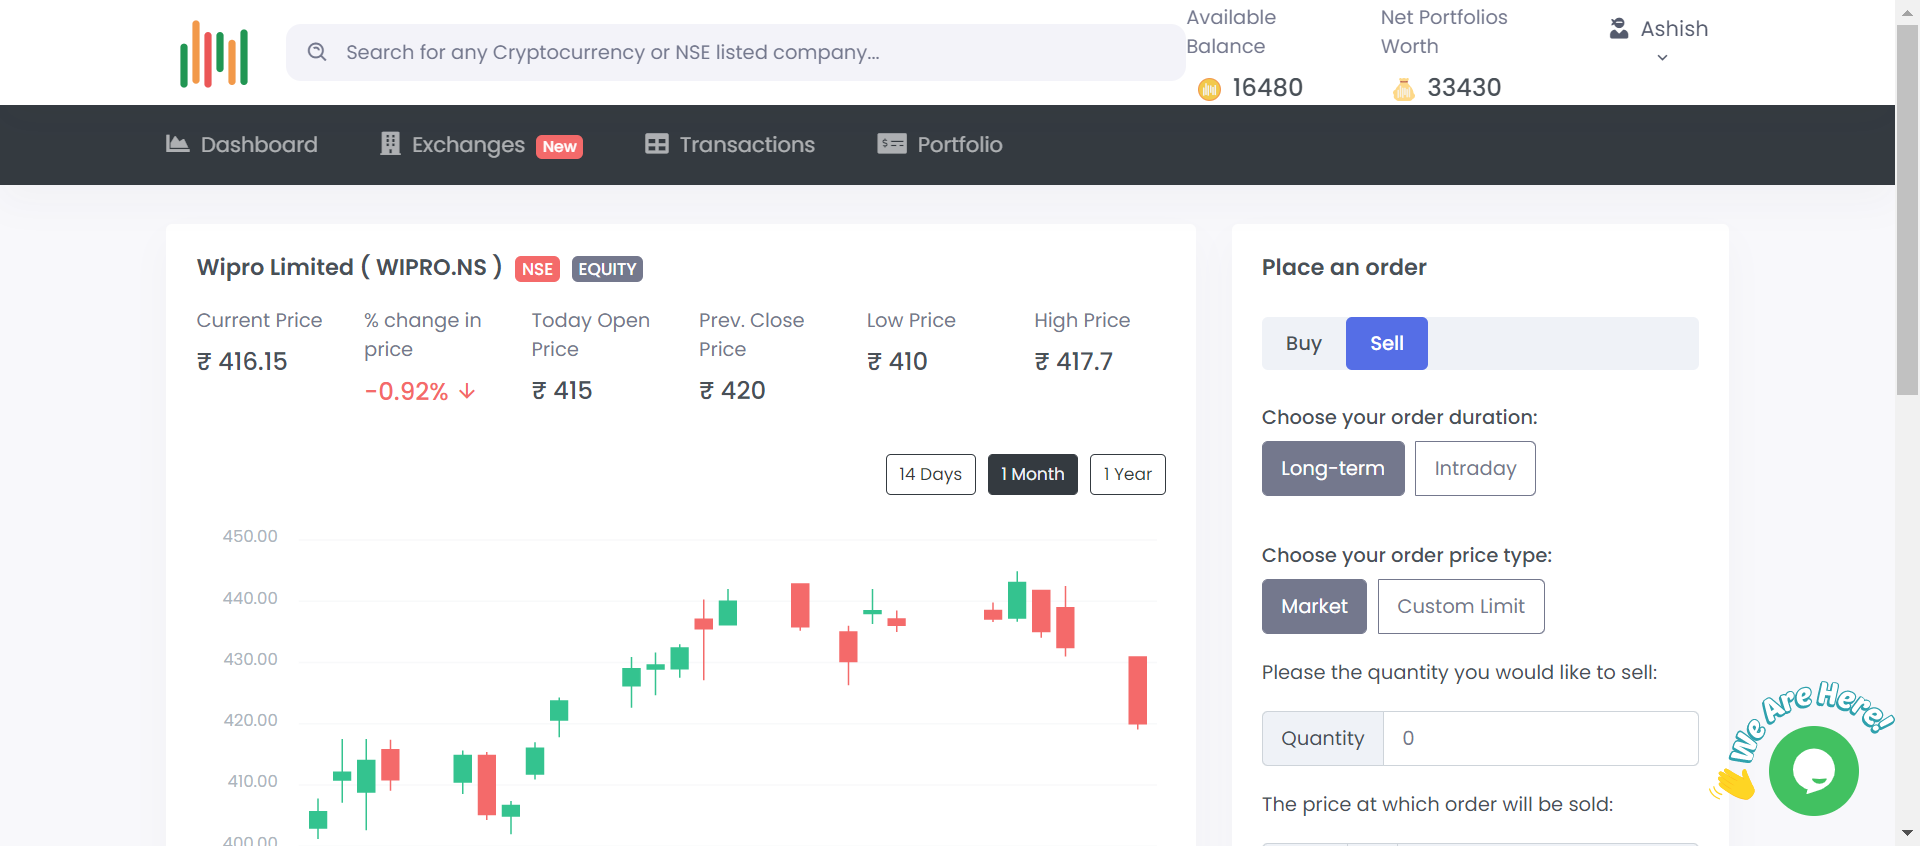 Search for any Cryptocurrency or NSE listed company...
Available
Balance
16480
Net Portfolios
Worth
33430
Ashish
Dashboard
Exchanges New
Transactions
Portfolio
Wipro Limited ( WIPRO.NS ) NSE EQUITY
Current Price
₹ 416.15
% change in
price
-0.92% ↓
Today Open
Price
₹ 415
Prev. Close
Price
₹ 420
Low Price
₹ 410
High Price
₹ 417.7
14 Days
1 Month
1 Year
450.00
440.00
430.00
420.00
410.00
400.00
Place an order
Buy
Sell
Choose your order duration:
Long-term
Intraday
Choose your order price type:
Market
Custom Limit
Please the quantity you would like to sell:
Quantity
0
The price at which order will be sold:
We Are Here!